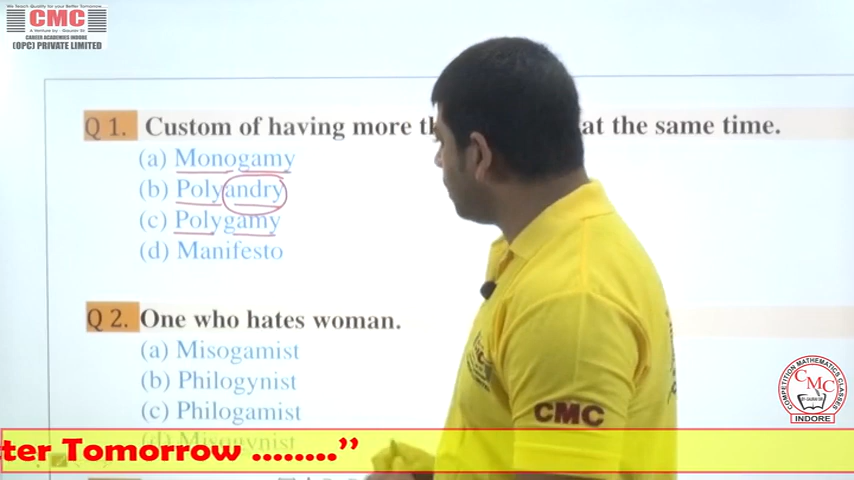 We Teach Quality for your Better Tomorrow...
CMC
A Venture by - Gaurav Sir
CAREER ACADEMIES INDORE
(OPC) PRIVATE LIMITED
Q 1. Custom of having more at the same time.
(a) Monogamy
(b) Polyandry
(c) Polygamy
(d) Manifesto
Q 2. One who hates woman.
(a) Misogamist
(b) Philogynist
(c) Philogamist
(d) Misogynist
CMC
COMPETITION MATHEMATICS CLASSES
CMC
INDORE
Tomorrow ........”